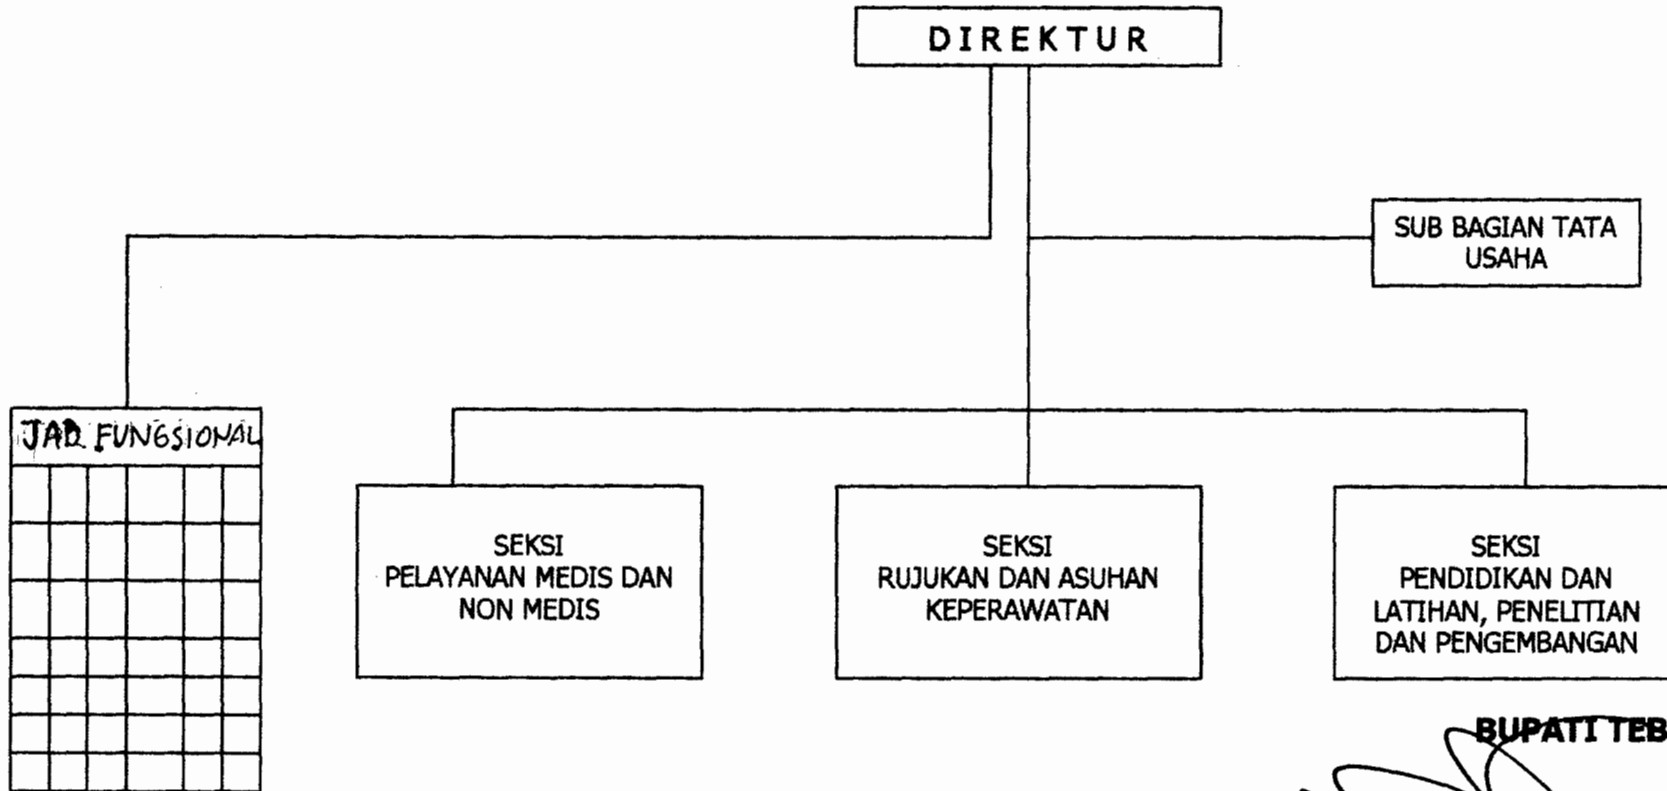 DIREKTUR
SUB BAGIAN TATA
USAHA
JAB FUNGSIONAL
SEKSI
PELAYANAN MEDIS DAN
NON MEDIS
SEKSI
RUJUKAN DAN ASUHAN
KEPERAWATAN
SEKSI
PENDIDIKAN DAN
LATIHAN, PENELITIAN
DAN PENGEMBANGAN
BUPATI TEB